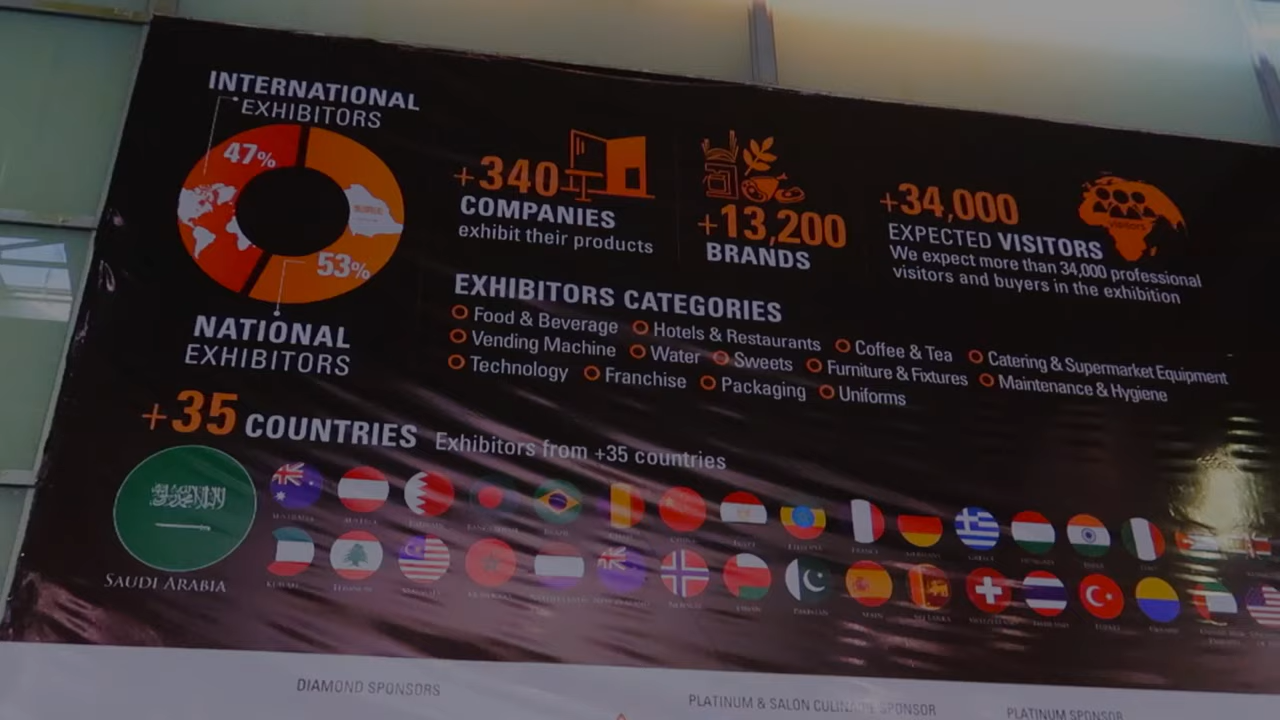 INTERNATIONAL
EXHIBITORS
47%
53%
NATIONAL
EXHIBITORS
+340
COMPANIES
exhibit their products
+13,200
BRANDS
+34,000
EXPECTED VISITORS
We expect more than 34,000 professional
visitors and buyers in the exhibition
visitors
EXHIBITORS CATEGORIES
Food & Beverage Hotels & Restaurants Coffee & Tea Catering & Supermarket Equipment
Vending Machine Water Sweets Furniture & Fixtures Maintenance & Hygiene
Technology Franchise Packaging Uniforms
+35 COUNTRIES Exhibitors from +35 countries
SAUDI ARABIA
DIAMOND SPONSORS
PLATINUM & SALON CULINAIRE SPONSOR
PLATINUM SPONSOR